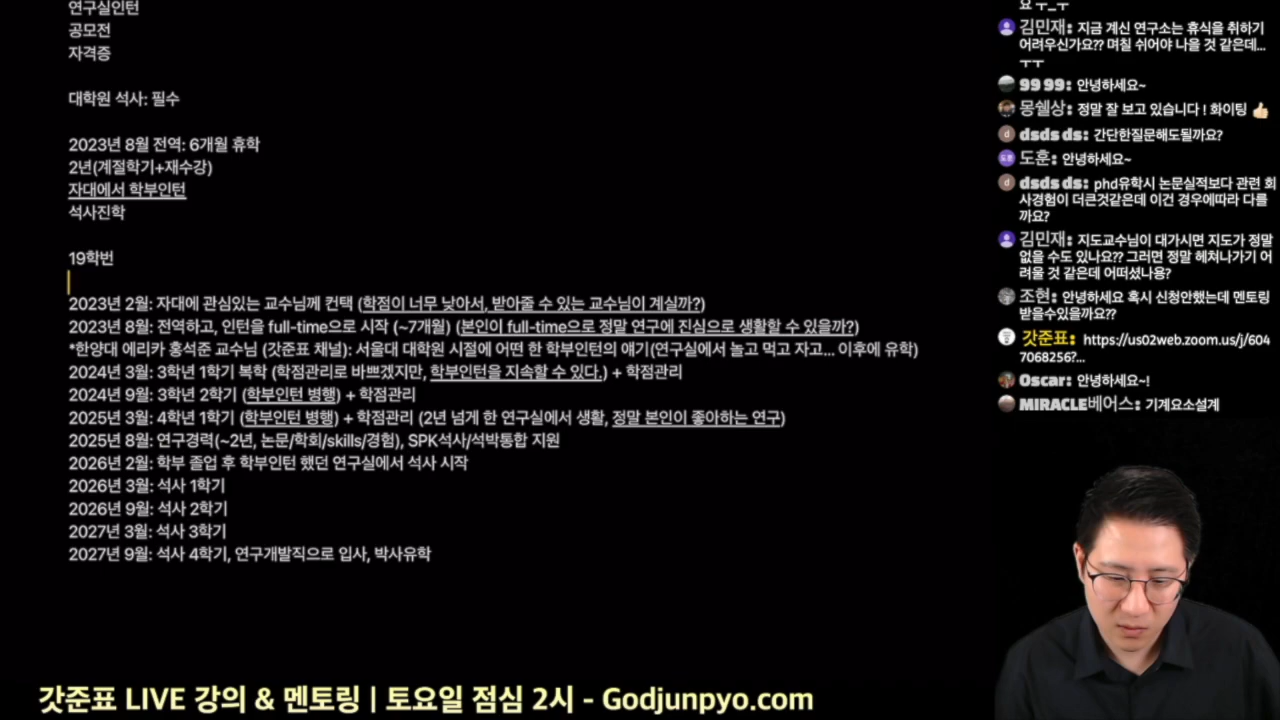 연구실인턴
공모전
자격증
대학원 석사: 필수
2023년 8월 전역: 6개월 휴학
2년(계절학기+재수강)
자대에서 학부인턴
석사진학
19학번
2023년 2월: 자대에 관심있는 교수님께 컨택 (학점이 너무 낮아서, 받아줄 수 있는 교수님이 계실까?)
2023년 8월: 전역하고, 인턴을 full-time으로 시작 (~7개월) (본인이 full-time으로 정말 연구에 진심으로 생활할 수 있을까?)
*한양대 에리카 홍석준 교수님 (갓준표 채널): 서울대 대학원 시절에 어떤 한 학부인턴의 얘기(연구실에서 놀고 먹고 자고... 이후에 유학)
2024년 3월: 3학년 1학기 복학 (학점관리로 바쁘겠지만, 학부인턴을 지속할 수 있다.) + 학점관리
2024년 9월: 3학년 2학기 (학부인턴 병행) + 학점관리
2025년 3월: 4학년 1학기 (학부인턴 병행) + 학점관리 (2년 넘게 한 연구실에서 생활, 정말 본인이 좋아하는 연구)
2025년 8월: 연구경력(~2년, 논문/학회/skills/경험), SPK석사/석박통합 지원
2026년 2월: 학부 졸업 후 학부인턴 했던 연구실에서 석사 시작
2026년 3월: 석사 1학기
2026년 9월: 석사 2학기
2027년 3월: 석사 3학기
2027년 9월: 석사 4학기, 연구개발직으로 입사, 박사유학
요 ㅜ_ㅜ
김민재: 지금 계신 연구소는 휴식을 취하기
어려우신가요?? 며칠 쉬어야 나을 것 같은데...
ㅜㅜ
99 99: 안녕하세요~
몽쉘상: 정말 잘 보고 있습니다 ! 화이팅 👍🏻
dsds ds: 간단한질문해도될까요?
도훈: 안녕하세요~
dsds ds: phd유학시 논문실적보다 관련 회
사경험이 더큰것같은데 이건 경우에따라 다를
까요?
김민재: 지도교수님이 대가시면 지도가 정말
없을 수도 있나요?? 그러면 정말 헤쳐나가기 어
려울 것 같은데 어떠셨나용?
조현: 안녕하세요 혹시 신청안했는데 멘토링
받을수있을까요??
갓준표: https://us02web.zoom.us/j/604
7068256?...
Oscar: 안녕하세요~!
MIRACLE베어스: 기계요소설계
갓준표 LIVE 강의 & 멘토링 | 토요일 점심 2시 - Godjunpyo.com